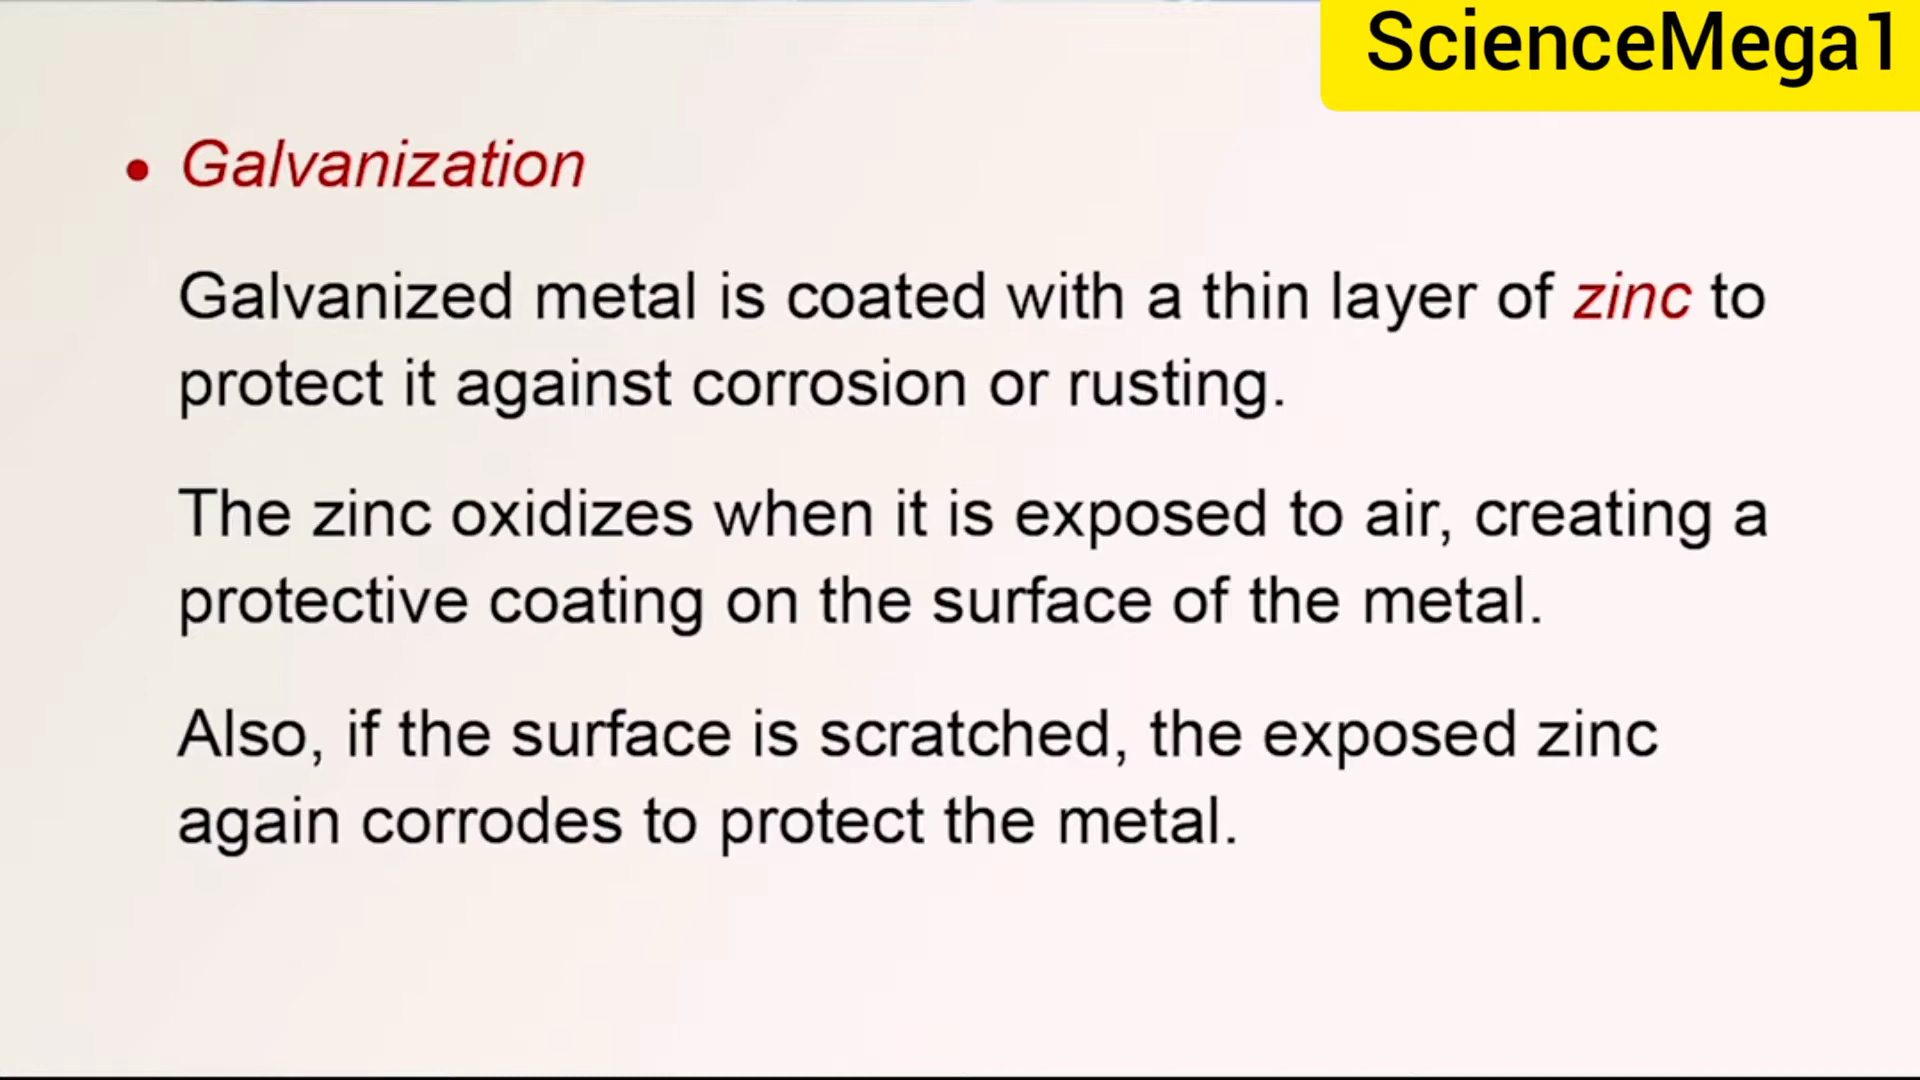 ScienceMega1
• Galvanization
Galvanized metal is coated with a thin layer of zinc to
protect it against corrosion or rusting.
The zinc oxidizes when it is exposed to air, creating a
protective coating on the surface of the metal.
Also, if the surface is scratched, the exposed zinc
again corrodes to protect the metal.